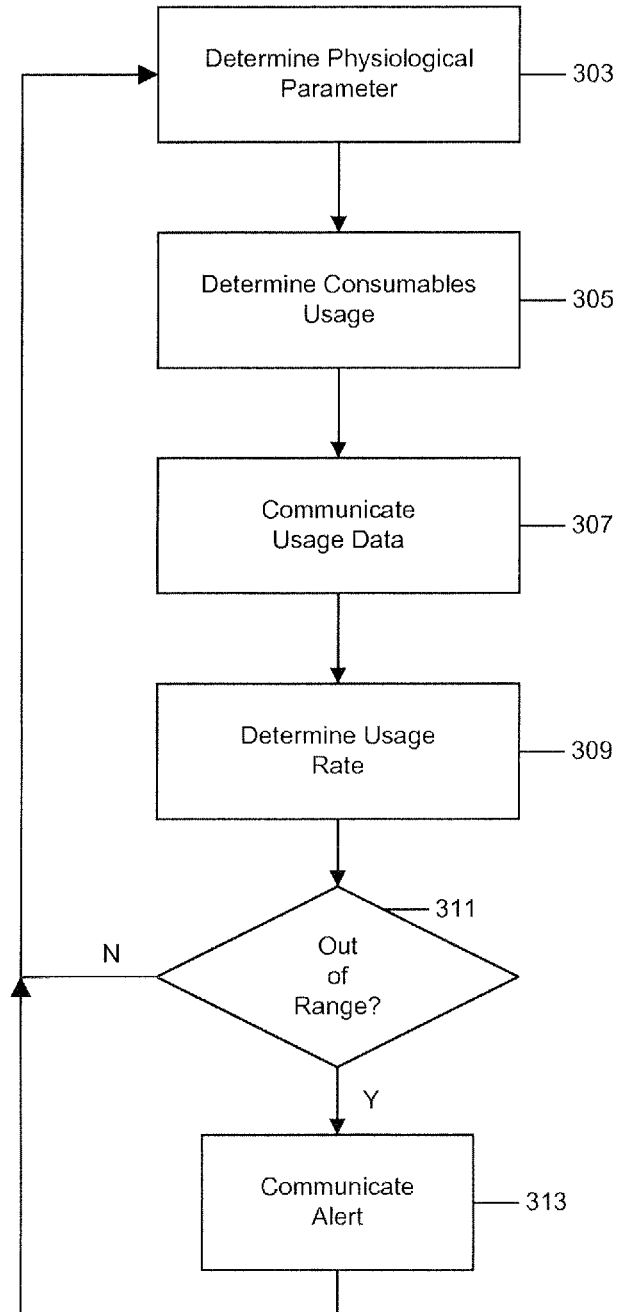 Determine Physiological
Parameter
303
Determine Consumables
Usage
305
Communicate
Usage Data
307
Determine Usage
Rate
309
311
Out
of
Range?
N
Y
Communicate
Alert
313